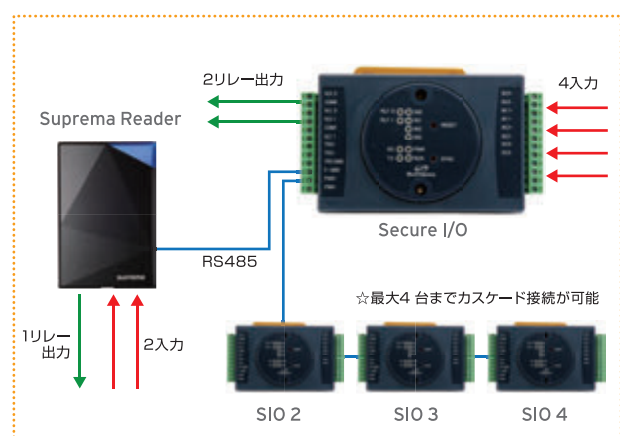 2リレー出力
4入力
Suprema Reader
RESET
Secure I/O
RS485
suprema
☆最大4 台までカスケード接続が可能
1リレー
出力
2入力
SIO 2
SIO 3
SIO 4